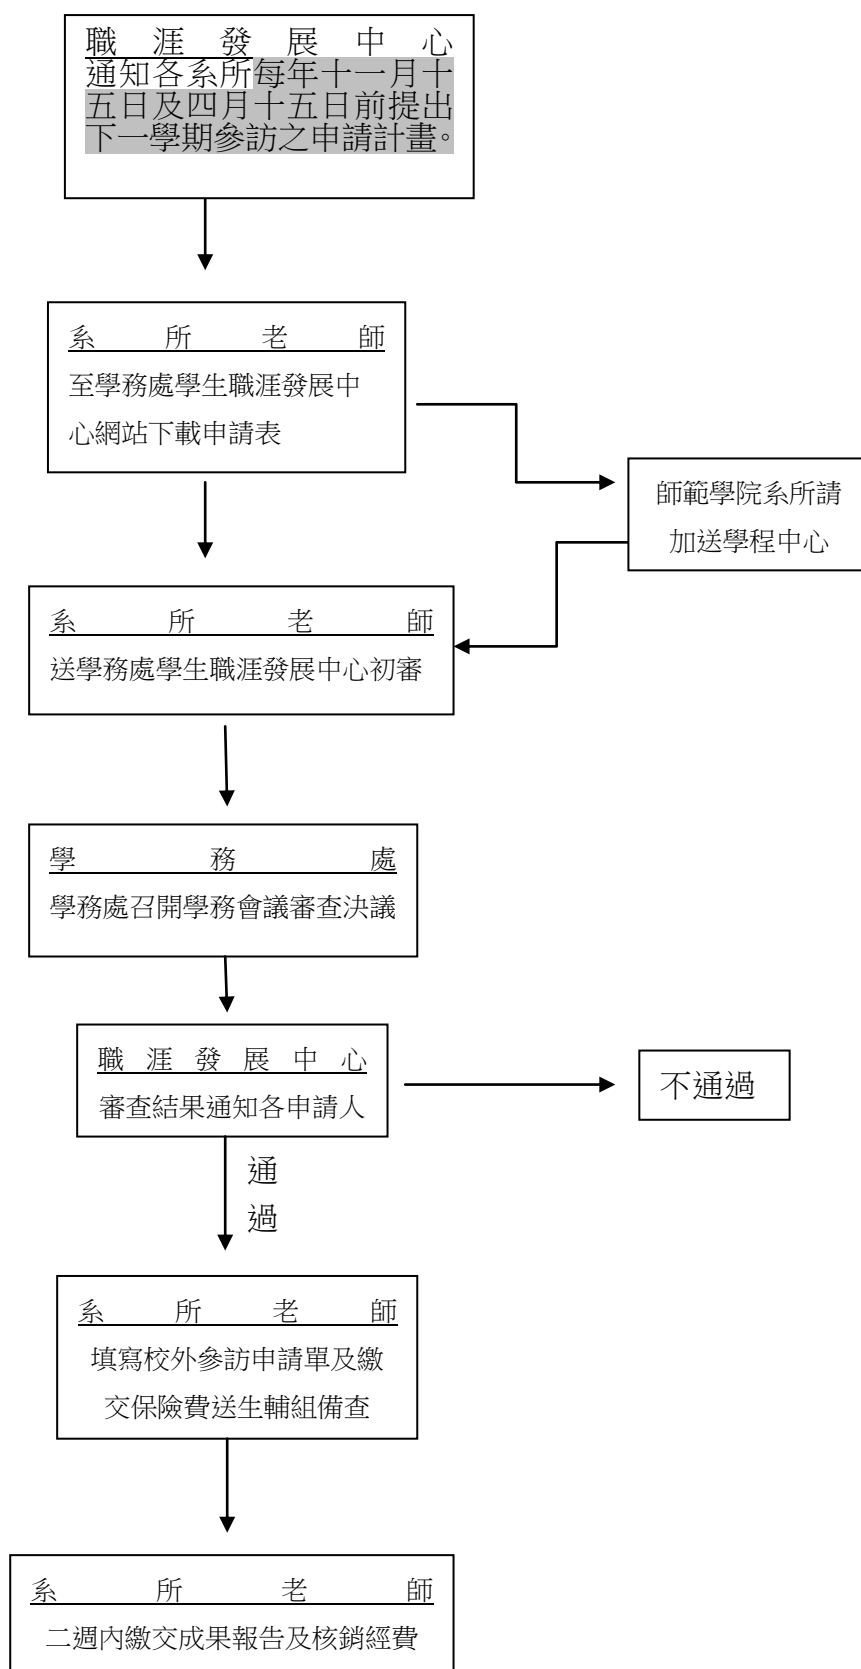 職涯發展中心
通知各系所每年十一月十
五日及四月十五日前提出
下一學期參訪之申請計畫。
系所老師
至學務處學生職涯發展中
心網站下載申請表
師範學院系所請
加送學程中心
系所老師
送學務處學生職涯發展中心初審
學務處
學務處召開學務會議審查決議
職涯發展中心
審查結果通知各申請人
不通過
通
過
系所老師
填寫校外參訪申請單及繳
交保險費送生輔組備查
系所老師
二週內繳交成果報告及核銷經費